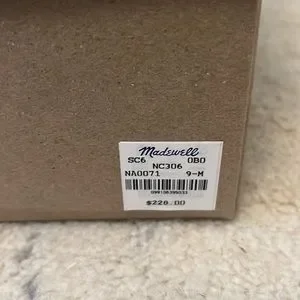 Madewell
SC6 OBO
NC306
NA0071 9-M
$228.00